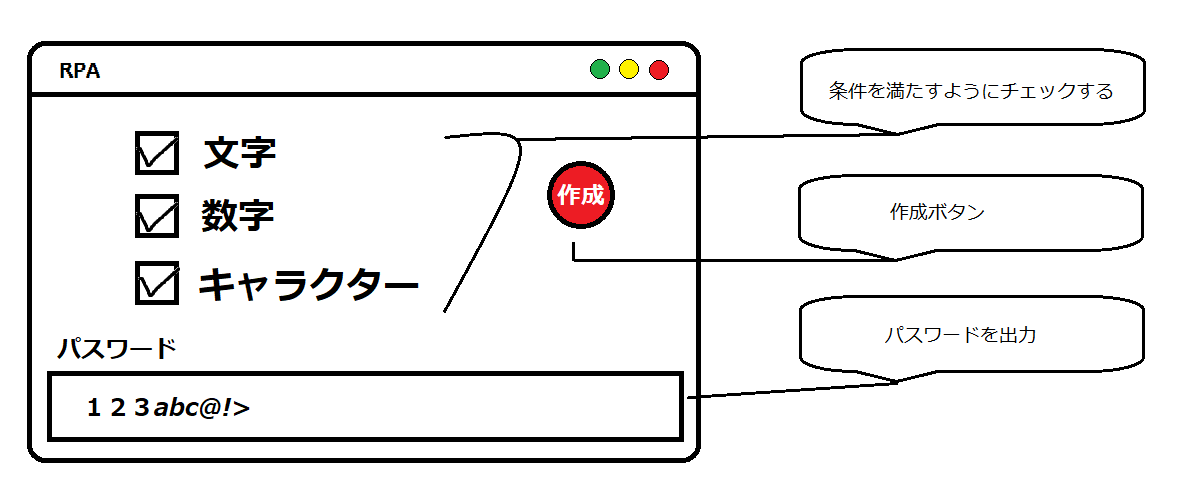 RPA
条件を満たすようにチェックする
文字
作成
数字
作成ボタン
キャラクター
パスワード
パスワードを出力
１２３abc@!>